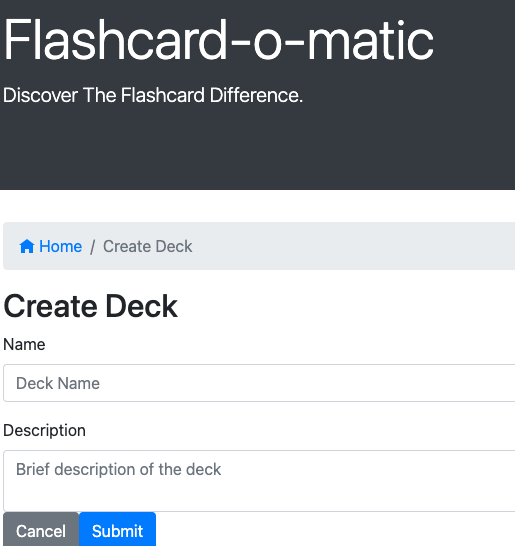 Flashcard-o-matic
Discover The Flashcard Difference.
Home / Create Deck
Create Deck
Name
Deck Name
Description
Brief description of the deck
Cancel Submit